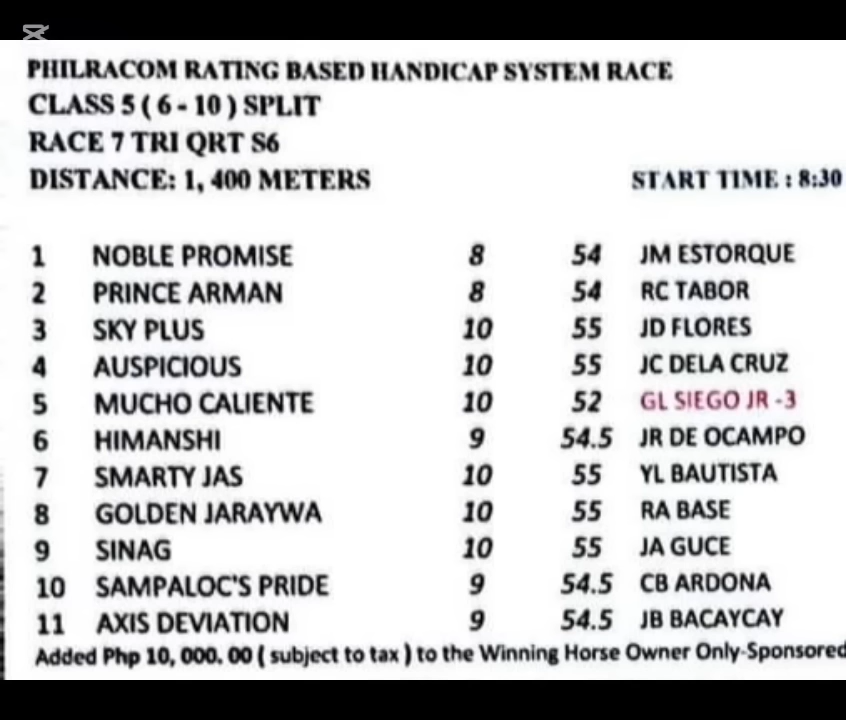 PHILRACOM RATING BASED HANDICAP SYSTEM RACE
CLASS 5 ( 6 - 10 ) SPLIT
RACE 7 TRI QRT S6
DISTANCE: 1, 400 METERS START TIME : 8:30
1 NOBLE PROMISE 8 54 JM ESTORQUE
2 PRINCE ARMAN 8 54 RC TABOR
3 SKY PLUS 10 55 JD FLORES
4 AUSPICIOUS 10 55 JC DELA CRUZ
5 MUCHO CALIENTE 10 52 GL SIEGO JR -3
6 HIMANSHI 9 54.5 JR DE OCAMPO
7 SMARTY JAS 10 55 YL BAUTISTA
8 GOLDEN JARAYWA 10 55 RA BASE
9 SINAG 10 55 JA GUCE
10 SAMPALOC'S PRIDE 9 54.5 CB ARDONA
11 AXIS DEVIATION 9 54.5 JB BACAYCAY
Added Php 10, 000. 00 ( subject to tax ) to the Winning Horse Owner Only-Sponsored